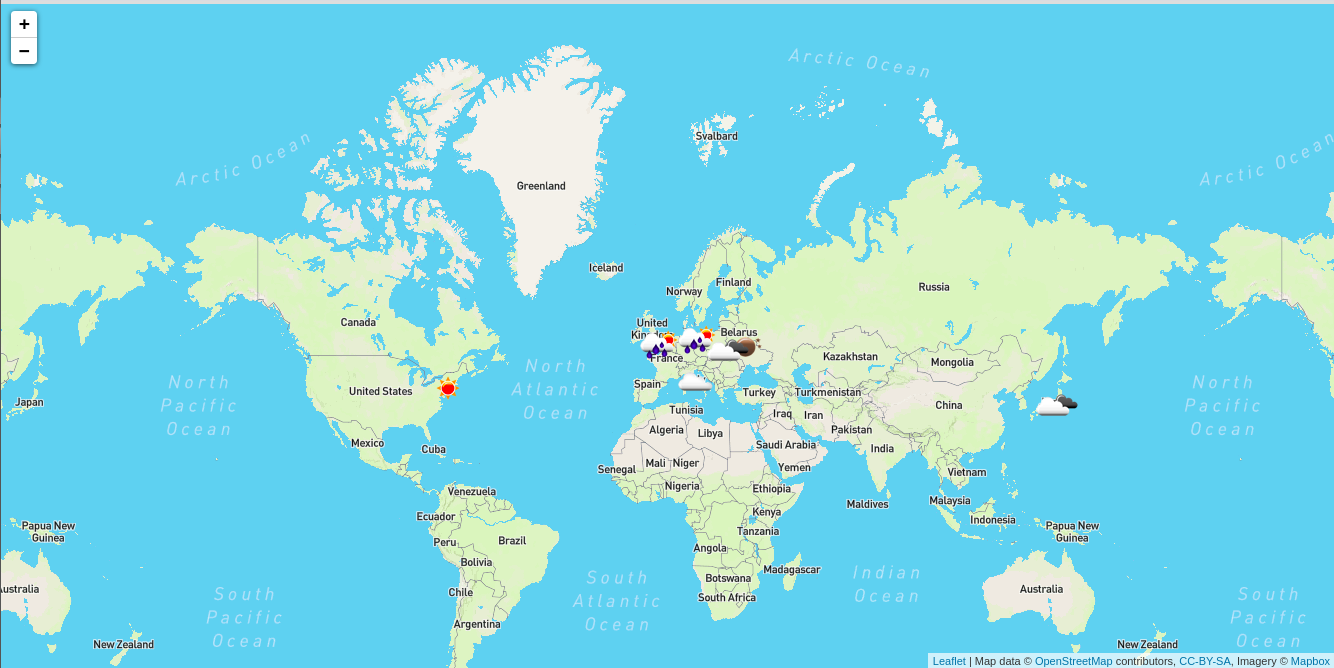 +
−
Arctic Ocean
Svalbard
Arctic Ocean
Arctic Ocean
Greenland
Iceland
Finland
Norway
Russia
Canada
United
Belarus
France
Kazakhstan
Mongolia
North
Atlantic
Ocean
United States
Spain
Turkey
Turkmenistan
North
Pacific
Ocean
Japan
China
North
Pacific
Ocean
Tunisia
Iraq
Iran
Algeria
Libya
Pakistan
Mexico
Cuba
Saudi Arabia
India
Mali
Niger
Senegal
Yemen
Vietnam
Nigeria
Ethiopia
Venezuela
Maldives
Malaysia
Ecuador
Kenya
Indonesia
Papua New
Guinea
Papua New
Guinea
Tanzania
Peru
Brazil
Angola
Bolivia
Madagascar
Botswana
Indian
Ocean
South
Atlantic
Ocean
ustralia
Australia
Chile
South Africa
South
Pacific
Ocean
South
Pacific
Ocean
Argentina
New Zealand
New Zealand
Leaflet | Map data © OpenStreetMap contributors, CC-BY-SA, Imagery © Mapbox